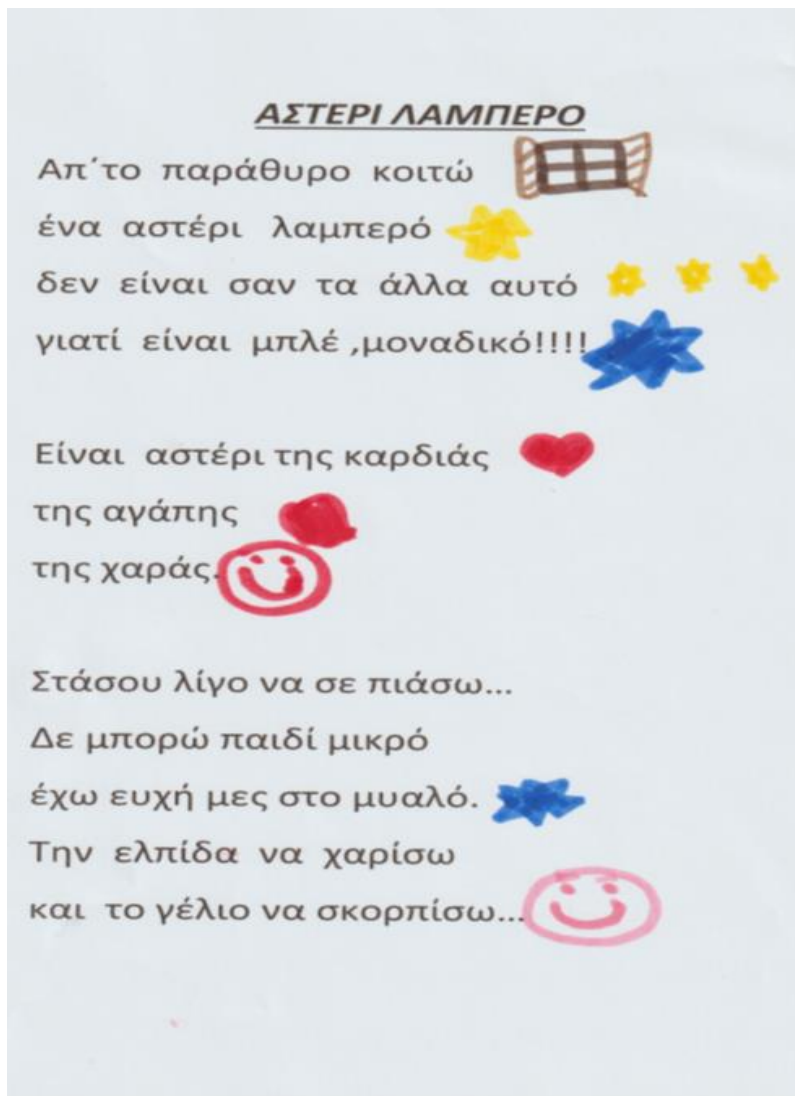 ΑΣΤΕΡΙ ΛΑΜΠΕΡΟ
Απ΄το παράθυρο κοιτώ
ένα αστέρι λαμπερό
δεν είναι σαν τα άλλα αυτό
γιατί είναι μπλέ ,μοναδικό!!!!
Είναι αστέρι της καρδιάς
της αγάπης
της χαράς.
Στάσου λίγο να σε πιάσω...
Δε μπορώ παιδί μικρό
έχω ευχή μες στο μυαλό.
Την ελπίδα να χαρίσω
και το γέλιο να σκορπίσω...